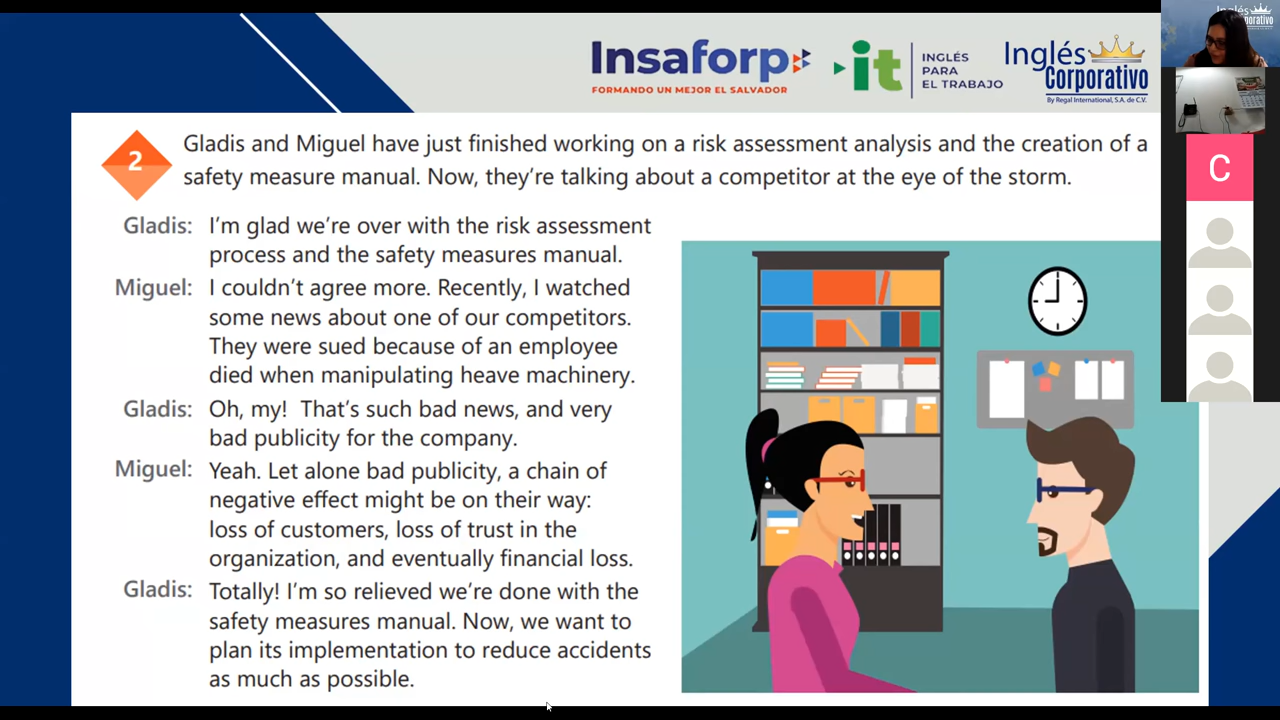 Insaforp
FORMANDO UN MEJOR EL SALVADOR
it
INGLÉS
PARA
EL TRABAJO
Inglés
Corporativo
By Regal International, S.A. de C.V.
2
Gladis and Miguel have just finished working on a risk assessment analysis and the creation of a
safety measure manual. Now, they're talking about a competitor at the eye of the storm.
Gladis: I'm glad we're over with the risk assessment
process and the safety measures manual.
Miguel: I couldn't agree more. Recently, I watched
some news about one of our competitors.
They were sued because of an employee
died when manipulating heave machinery.
Gladis: Oh, my! That's such bad news, and very
bad publicity for the company.
Miguel: Yeah. Let alone bad publicity, a chain of
negative effect might be on their way:
loss of customers, loss of trust in the
organization, and eventually financial loss.
Gladis: Totally! I'm so relieved we're done with the
safety measures manual. Now, we want to
plan its implementation to reduce accidents
as much as possible.
C